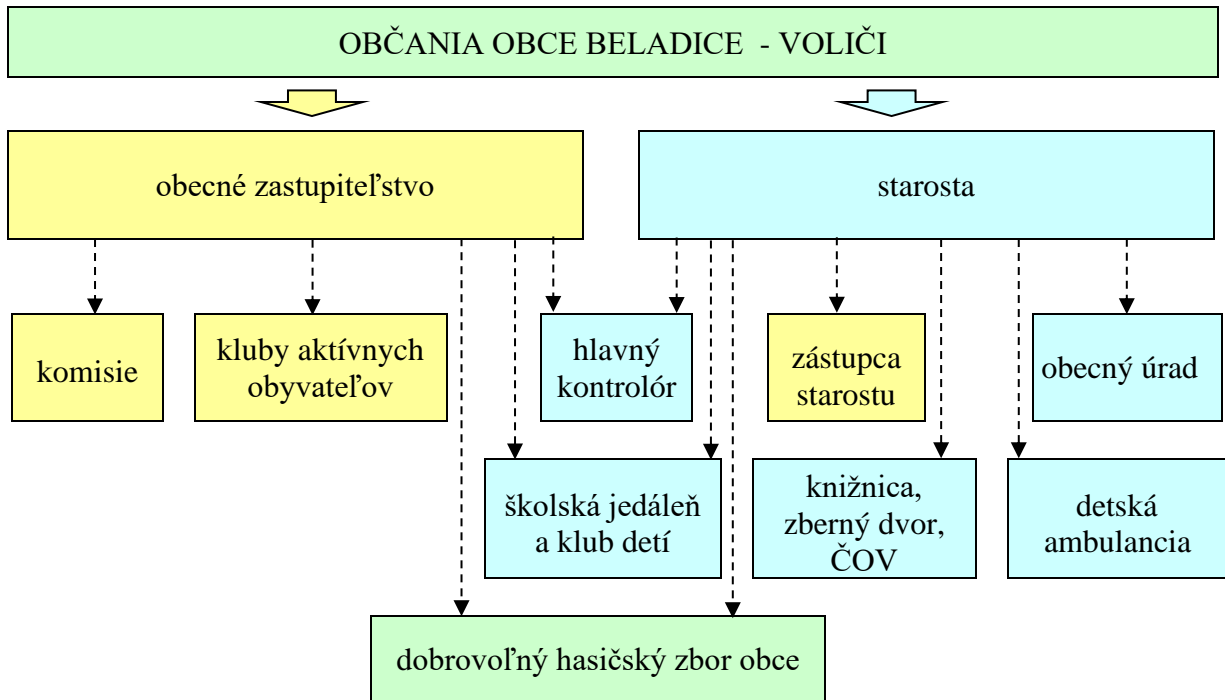 OBČANIA OBCE BELADICE - VOLIČI
obecné zastupiteľstvo
starosta
komisie
kluby aktívnych
obyvateľov
hlavný
kontrolór
zástupca
starostu
obecný úrad
školská jedáleň
a klub detí
knižnica,
zberný dvor,
ČOV
detská
ambulancia
dobrovoľný hasičský zbor obce